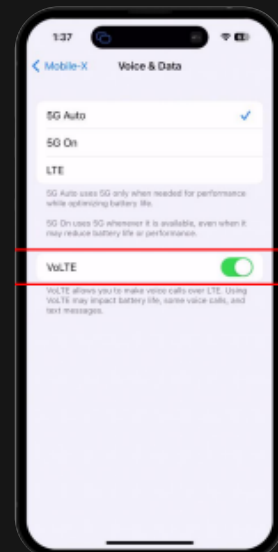 1:37
Mobile-X
Voice & Data
5G Auto
5G On
LTE
5G Auto uses 5G only when needed for performance
while optimizing battery life.
5G On uses 5G whenever it is available, even when it
may reduce battery life or performance.
VoLTE
VoLTE allows you to make voice calls over LTE. Using
VoLTE may impact battery life, some voice calls, and
text messages.